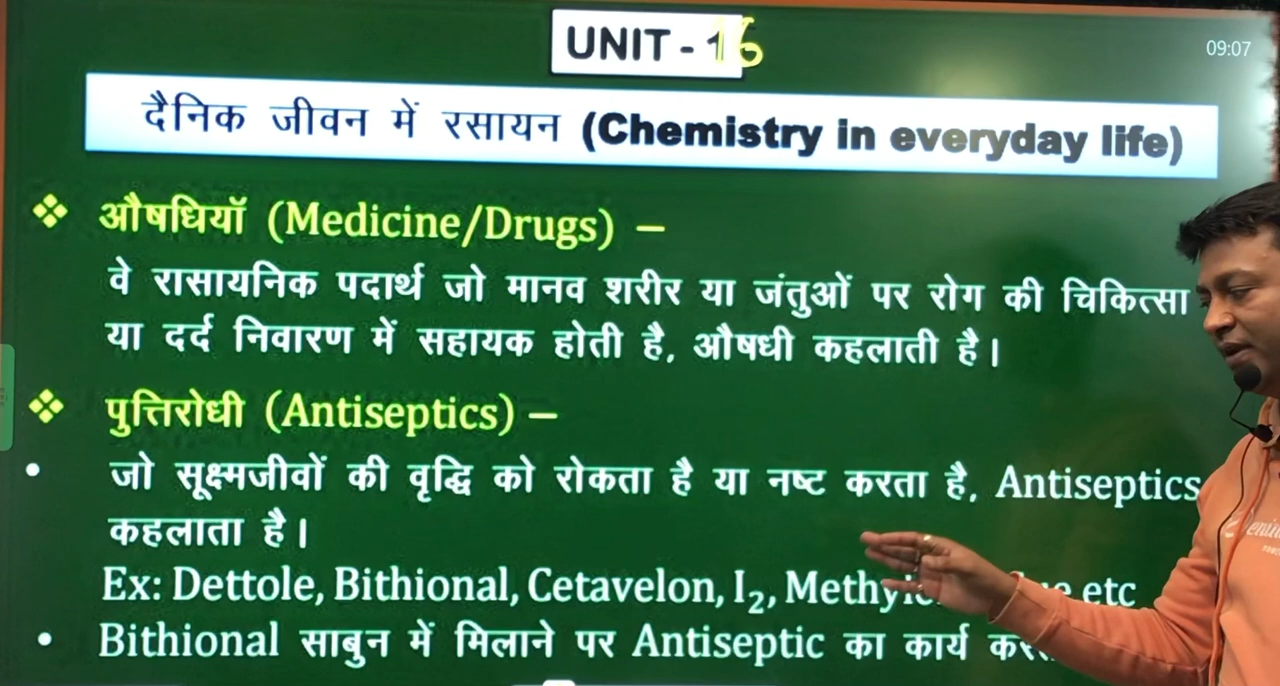 UNIT - 16
09:07
दैनिक जीवन में रसायन (Chemistry in everyday life)
❖ औषधियॉ (Medicine/Drugs) –
वे रासायनिक पदार्थ जो मानव शरीर या जंतुओं पर रोग की चिकित्सा
या दर्द निवारण में सहायक होती है, औषधी कहलाती है।
❖ पुत्तिरोधी (Antiseptics) –
• जो सूक्ष्मजीवों की वृद्धि को रोकता है या नष्ट करता है, Antiseptics
कहलाता है।
Ex: Dettole, Bithional, Cetavelon, I₂, etc
• Bithional साबुन में मिलाने पर Antiseptic का कार्य